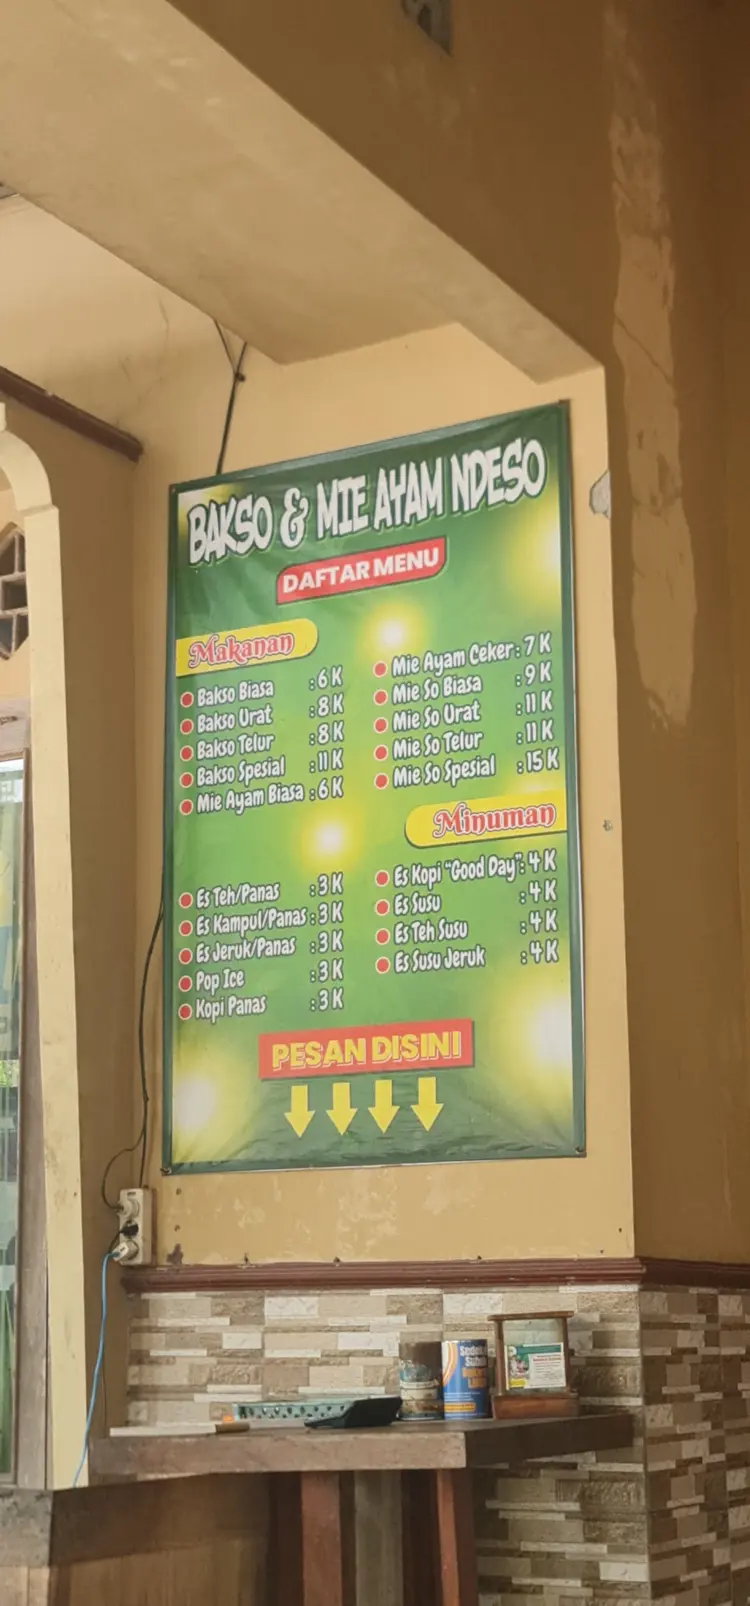 BAKSO & MIE AYAM NDESO
DAFTAR MENU
Makanan
Bakso Biasa : 6 K
Bakso Urat : 8 K
Bakso Telur : 8 K
Bakso Spesial : 11 K
Mie Ayam Biasa : 6 K
Mie Ayam Ceker : 7 K
Mie So Biasa : 9 K
Mie So Urat : 11 K
Mie So Telur : 11 K
Mie So Spesial : 15 K
Minuman
Es Teh/Panas : 3 K
Es Kampul/Panas : 3 K
Es Jeruk/Panas : 3 K
Pop Ice : 3 K
Kopi Panas : 3 K
Es Kopi "Good Day" : 4 K
Es Susu : 4 K
Es Teh Susu : 4 K
Es Susu Jeruk : 4 K
PESAN DISINI